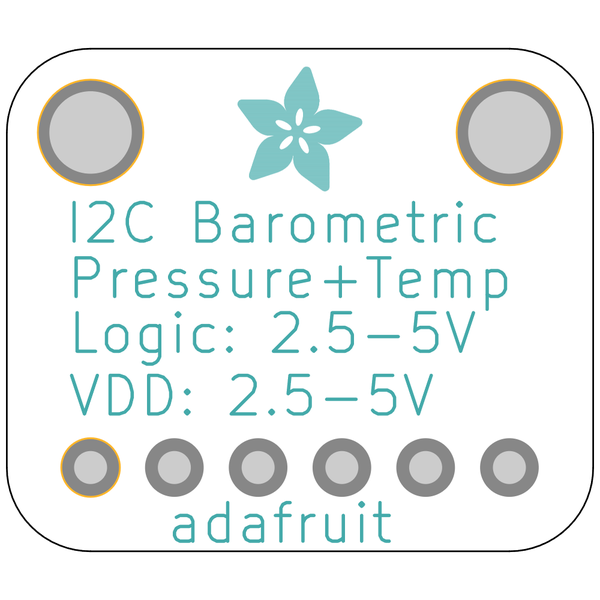 I2C Barometric
Pressure+Temp
Logic: 2.5-5V
VDD: 2.5-5V
adafruit